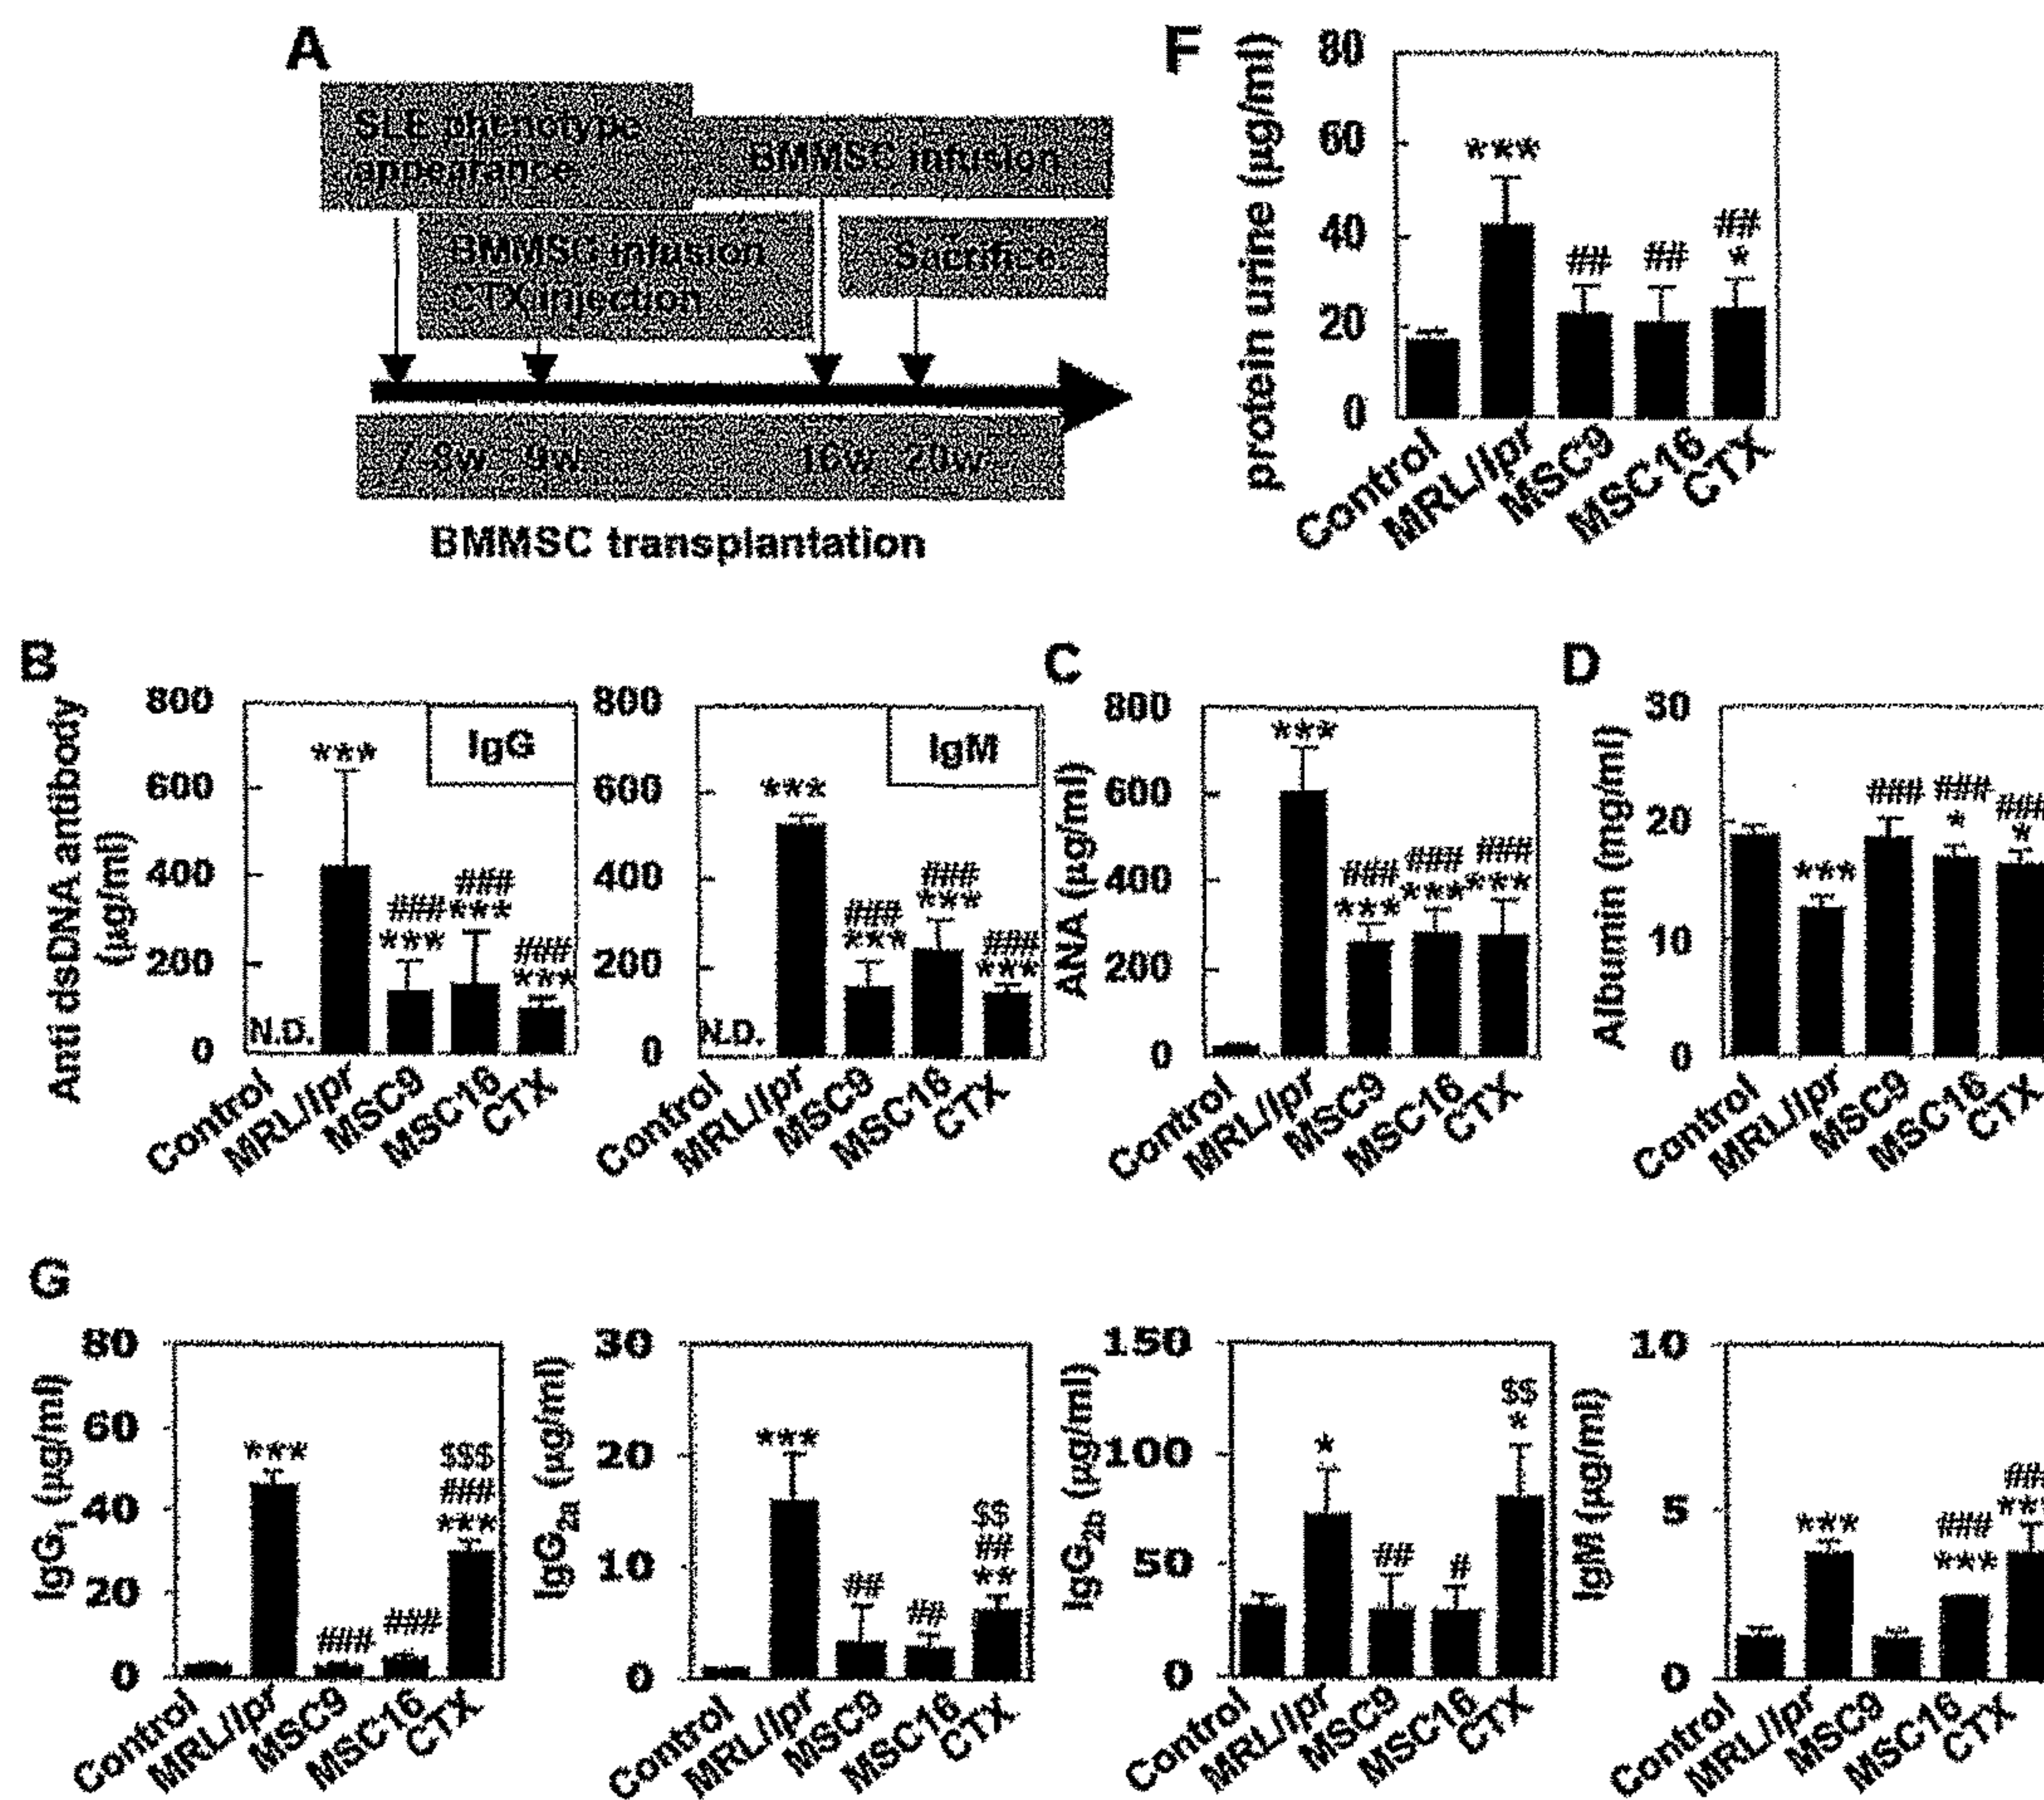 A
SLE phenotype
appearance
BMMSC infusion
BMMSC infusion
CTX injection
Sacrifice
7-8w 9w 16w 20w
BMMSC transplantation
F
protein urine (µg/ml)
80
60
40
20
0
***
##
##
##
*
Control
MRL/lpr
MSC9
MSC16
CTX
B
Anti dsDNA antibody
(µg/ml)
800
600
400
200
0
IgG
N.D.
***
###
***
###
***
###
***
Control
MRL/lpr
MSC9
MSC16
CTX
800
600
400
200
0
IgM
N.D.
***
###
***
###
***
###
***
Control
MRL/lpr
MSC9
MSC16
CTX
C
ANA (µg/ml)
800
600
400
200
0
***
###
***
###
***
###
***
Control
MRL/lpr
MSC9
MSC16
CTX
D
Albumin (mg/ml)
30
20
10
0
***
###
###
*
###
*
Control
MRL/lpr
MSC9
MSC16
CTX
G
IgG1 (µg/ml)
80
60
40
20
0
***
###
###
$$$
###
***
Control
MRL/lpr
MSC9
MSC16
CTX
IgG2a (µg/ml)
30
20
10
0
***
##
##
$$
##
**
Control
MRL/lpr
MSC9
MSC16
CTX
IgG2b (µg/ml)
150
100
50
0
*
##
#
$$
*
Control
MRL/lpr
MSC9
MSC16
CTX
IgM (µg/ml)
10
5
0
***
###
***
Control
MRL/lpr
MSC9
MSC16
CTX